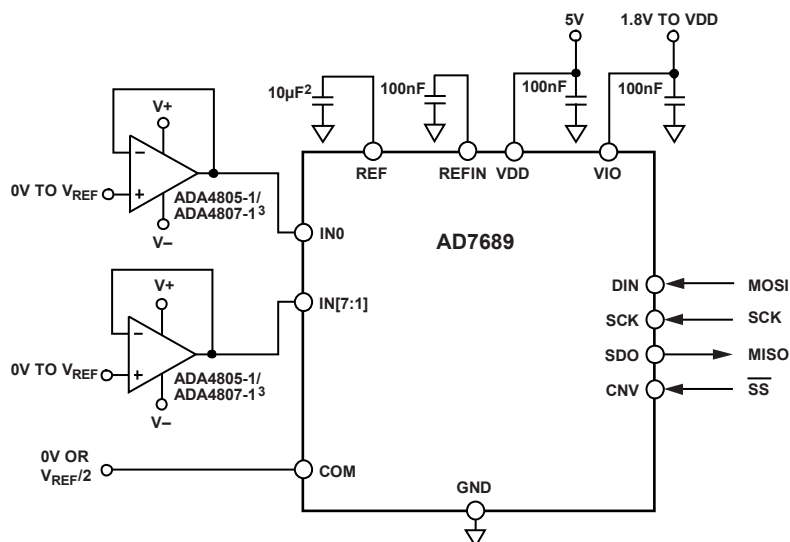 5V
1.8V TO VDD
10µF2
100nF
100nF
100nF
V+
REF
REFIN
VDD
VIO
–
+
0V TO VREF
ADA4805-1/
ADA4807-13
V–
IN0
AD7689
V+
IN[7:1]
DIN
MOSI
SCK
SCK
–
+
0V TO VREF
ADA4805-1/
ADA4807-13
V–
SDO
MISO
CNV
SS
0V OR
VREF/2
COM
GND